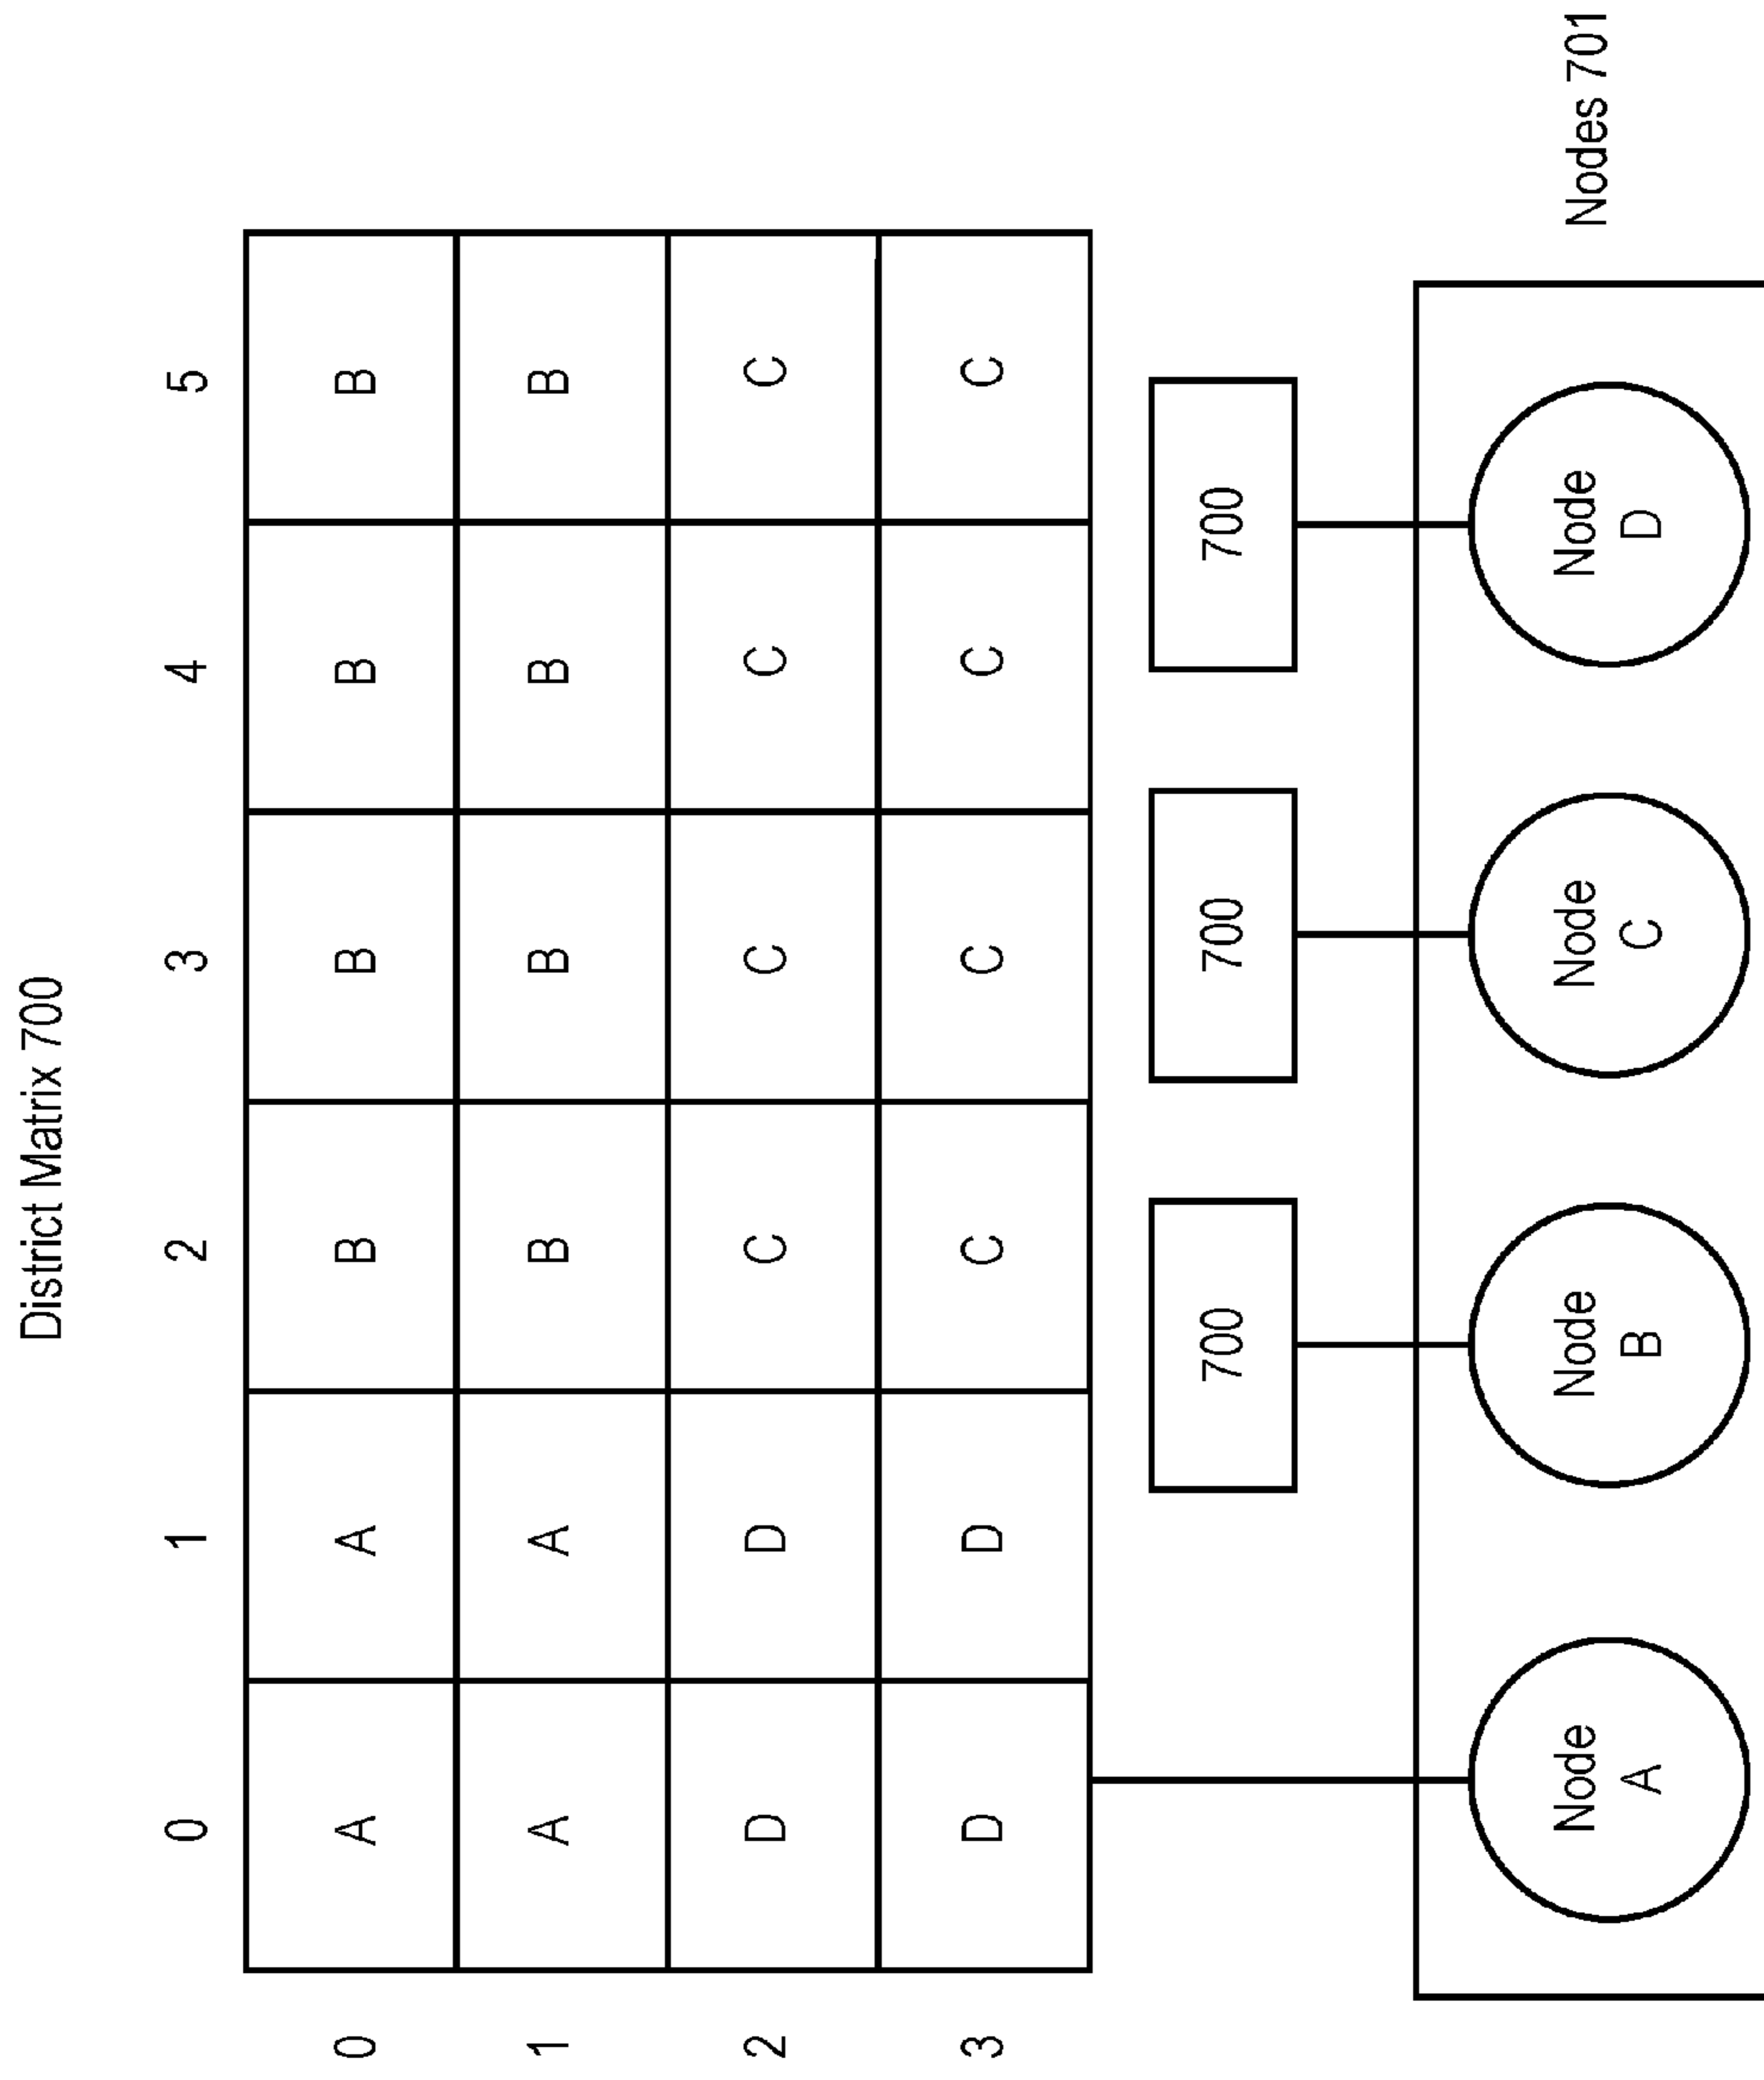 District Matrix 700
0 1 2 3 4 5
0 A A B B B B
1 A A B B B B
2 D D C C C C
3 D D C C C C
700 700 700
Node A
Node B
Node C
Node D
Nodes 701